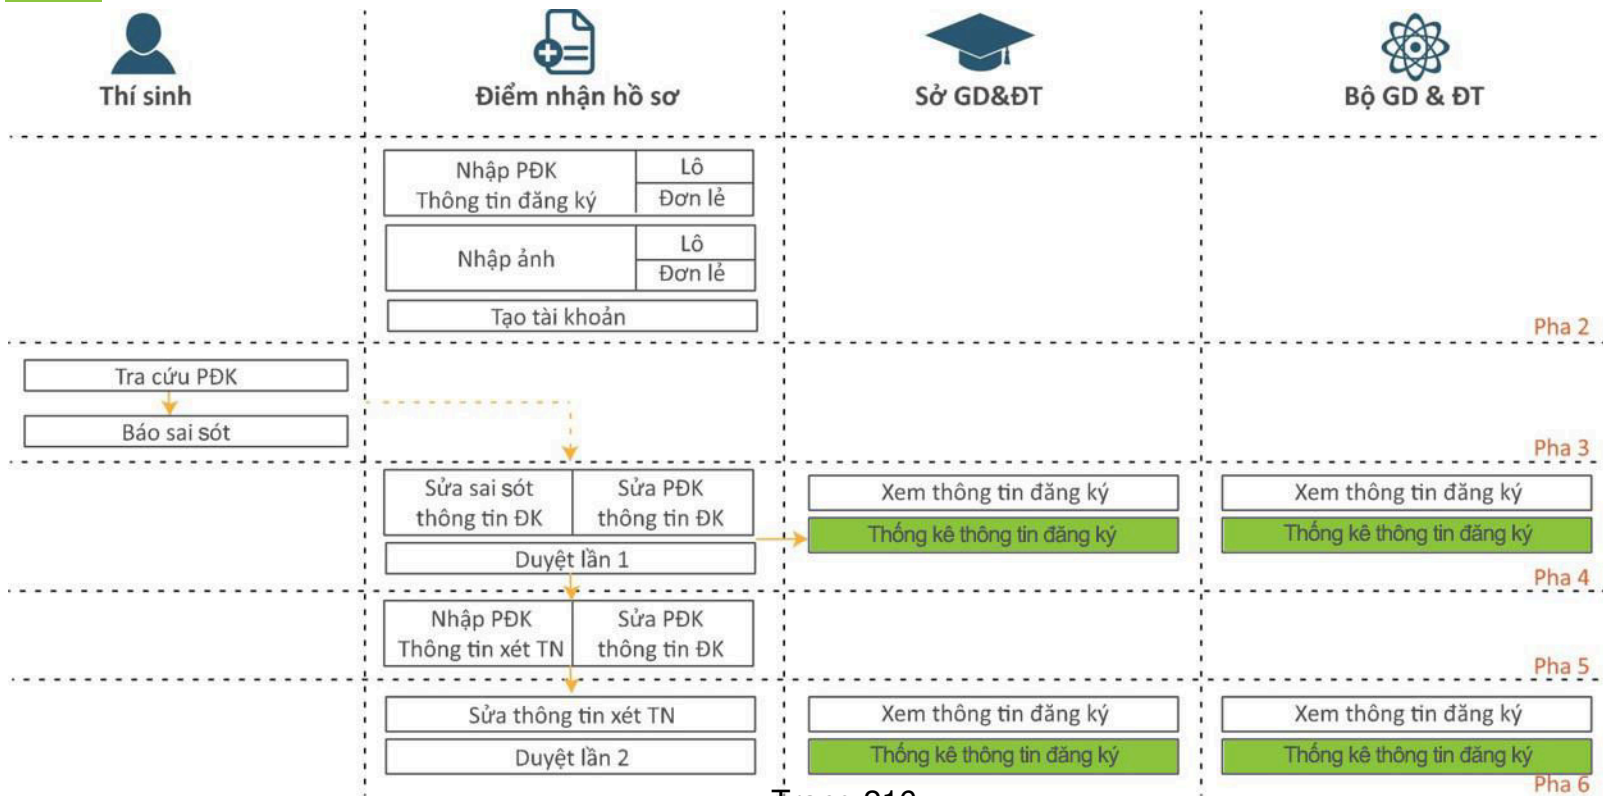 Thí sinh
Điểm nhận hồ sơ
Sở GD&ĐT
Bộ GD & ĐT
Nhập PĐK
Thông tin đăng ký
Lô
Đơn lẻ
Nhập ảnh
Lô
Đơn lẻ
Tạo tài khoản
Pha 2
Tra cứu PĐK
Báo sai sót
Pha 3
Sửa sai sót
thông tin ĐK
Sửa PĐK
thông tin ĐK
Duyệt lần 1
Xem thông tin đăng ký
Thống kê thông tin đăng ký
Xem thông tin đăng ký
Thống kê thông tin đăng ký
Pha 4
Nhập PĐK
Thông tin xét TN
Sửa PĐK
thông tin ĐK
Pha 5
Sửa thông tin xét TN
Duyệt lần 2
Xem thông tin đăng ký
Thống kê thông tin đăng ký
Xem thông tin đăng ký
Thống kê thông tin đăng ký
Pha 6